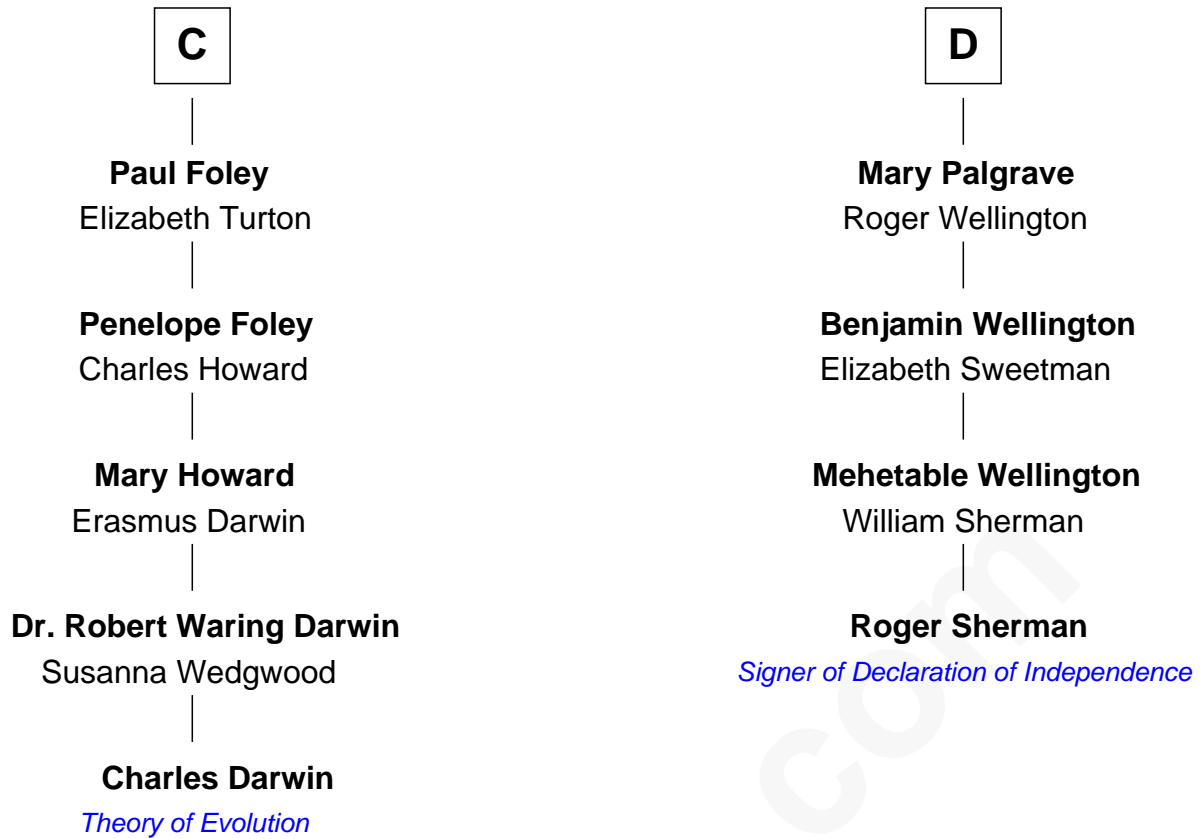 C
Paul Foley
Elizabeth Turton
Penelope Foley
Charles Howard
Mary Howard
Erasmus Darwin
Dr. Robert Waring Darwin
Susanna Wedgwood
Charles Darwin
Theory of Evolution
D
Mary Palgrave
Roger Wellington
Benjamin Wellington
Elizabeth Sweetman
Mehetable Wellington
William Sherman
Roger Sherman
Signer of Declaration of Independence
com